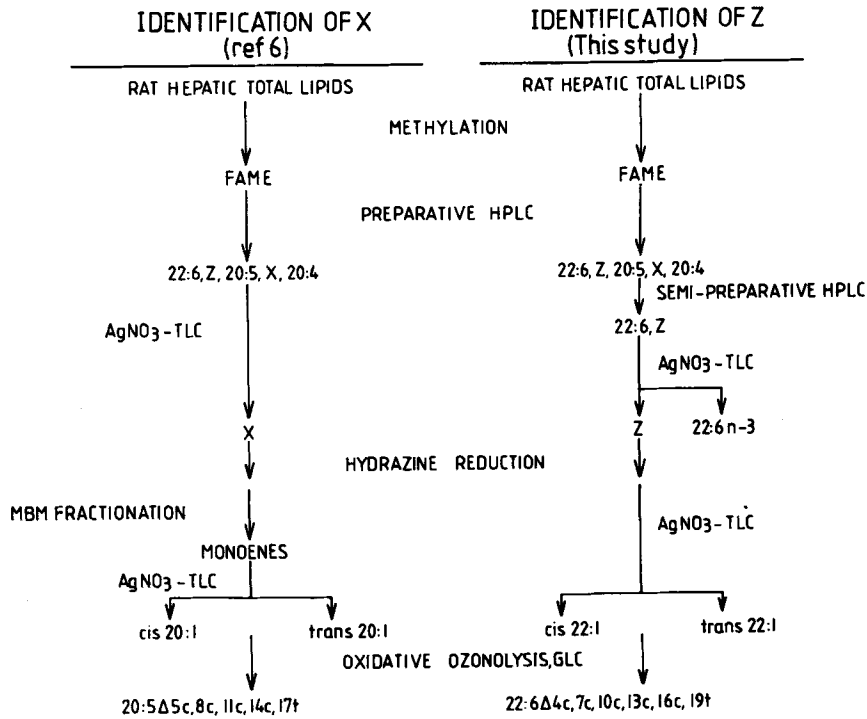 IDENTIFICATION OF X
(ref 6)
IDENTIFICATION OF Z
(This study)
RAT HEPATIC TOTAL LIPIDS
RAT HEPATIC TOTAL LIPIDS
METHYLATION
FAME
FAME
PREPARATIVE HPLC
22:6, Z, 20:5, X, 20:4
22:6, Z, 20:5, X, 20:4
SEMI-PREPARATIVE HPLC
AgNO3-TLC
22:6, Z
AgNO3-TLC
X
Z
22:6 n-3
HYDRAZINE REDUCTION
MBM FRACTIONATION
AgNO3-TLC
MONOENES
AgNO3-TLC
cis 20:1
trans 20:1
cis 22:1
trans 22:1
OXIDATIVE OZONOLYSIS, GLC
20:5Δ5c, 8c, 11c, 14c, 17t
22:6Δ4c, 7c, 10c, 13c, 16c, 19t